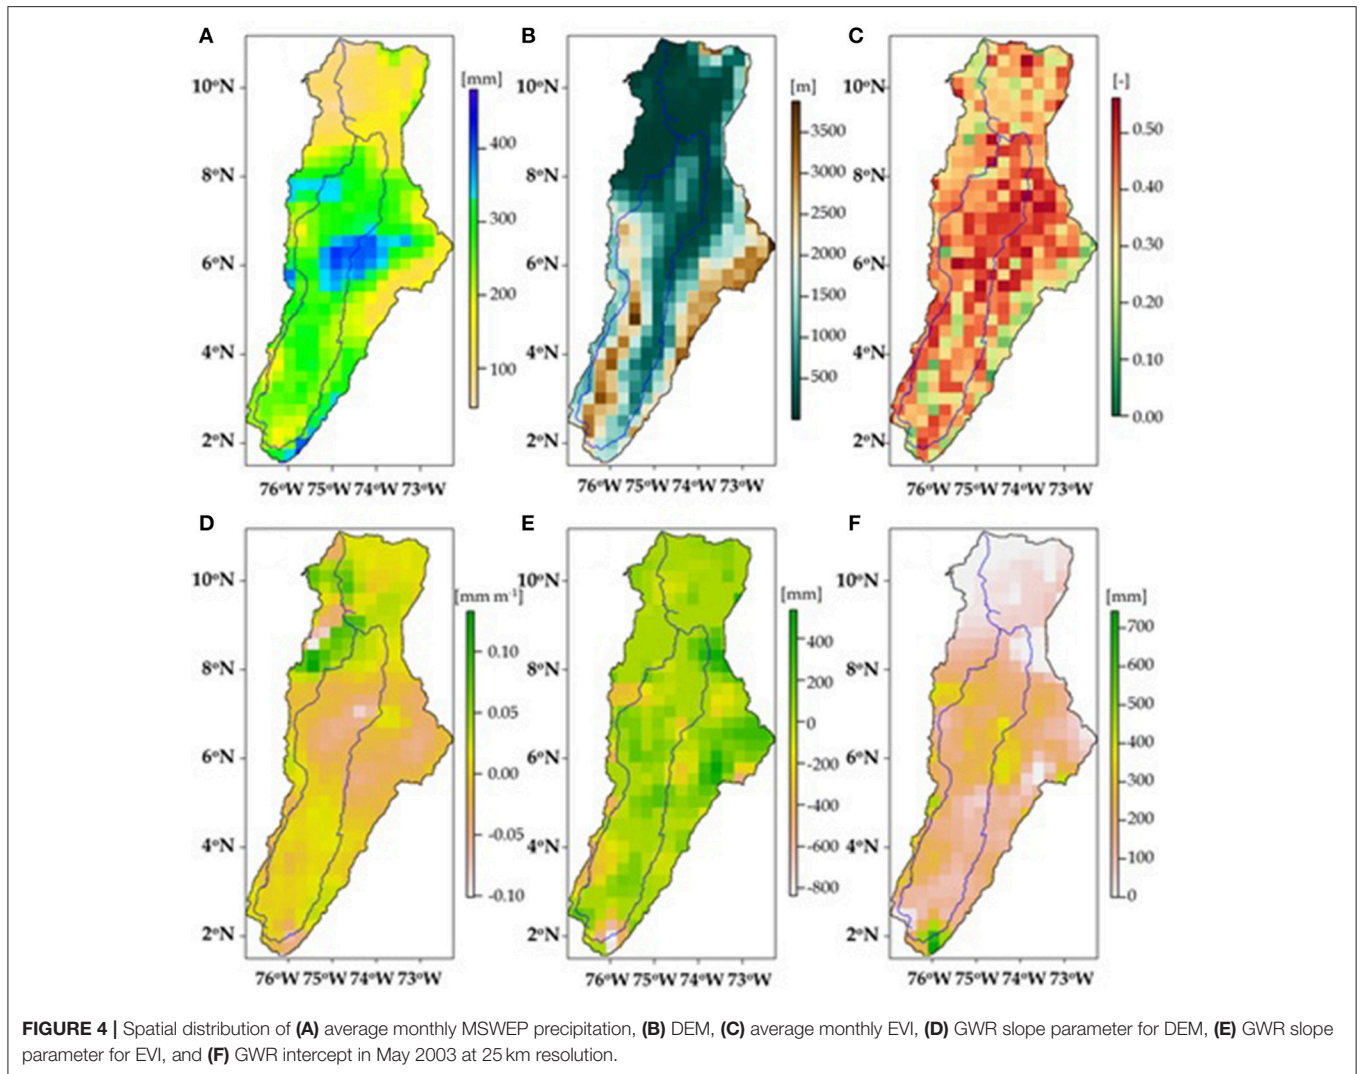 A
B
C
[mm]
[m]
[-]
10°N
8°N
6°N
4°N
2°N
400
300
200
100
76°W 75°W 74°W 73°W
10°N
8°N
6°N
4°N
2°N
3500
3000
2500
2000
1500
1000
500
76°W 75°W 74°W 73°W
10°N
8°N
6°N
4°N
2°N
0.50
0.40
0.30
0.20
0.10
0.00
76°W 75°W 74°W 73°W
D
E
F
[mm m⁻¹]
[mm]
[mm]
10°N
8°N
6°N
4°N
2°N
0.10
0.05
0.00
-0.05
-0.10
76°W 75°W 74°W 73°W
10°N
8°N
6°N
4°N
2°N
400
200
0
-200
-400
-600
-800
76°W 75°W 74°W 73°W
10°N
8°N
6°N
4°N
2°N
700
600
500
400
300
200
100
0
76°W 75°W 74°W 73°W
FIGURE 4 | Spatial distribution of (A) average monthly MSWEP precipitation, (B) DEM, (C) average monthly EVI, (D) GWR slope parameter for DEM, (E) GWR slope
parameter for EVI, and (F) GWR intercept in May 2003 at 25 km resolution.